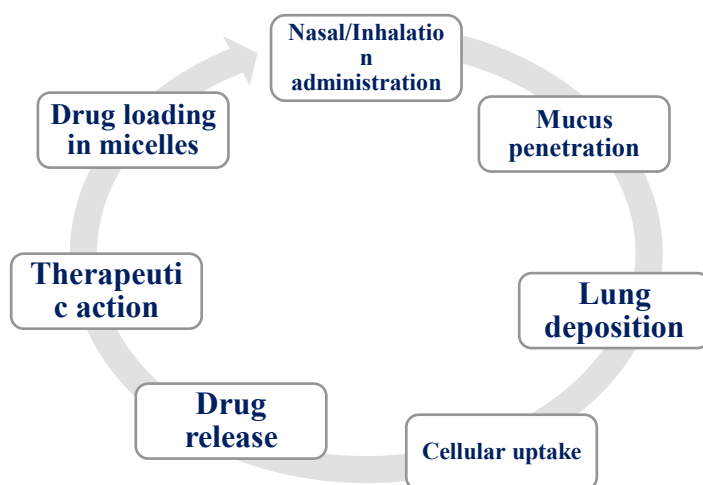 Nasal/Inhalatio
n
administration
Mucus
penetration
Lung
deposition
Cellular uptake
Drug
release
Therapeuti
c action
Drug loading
in micelles